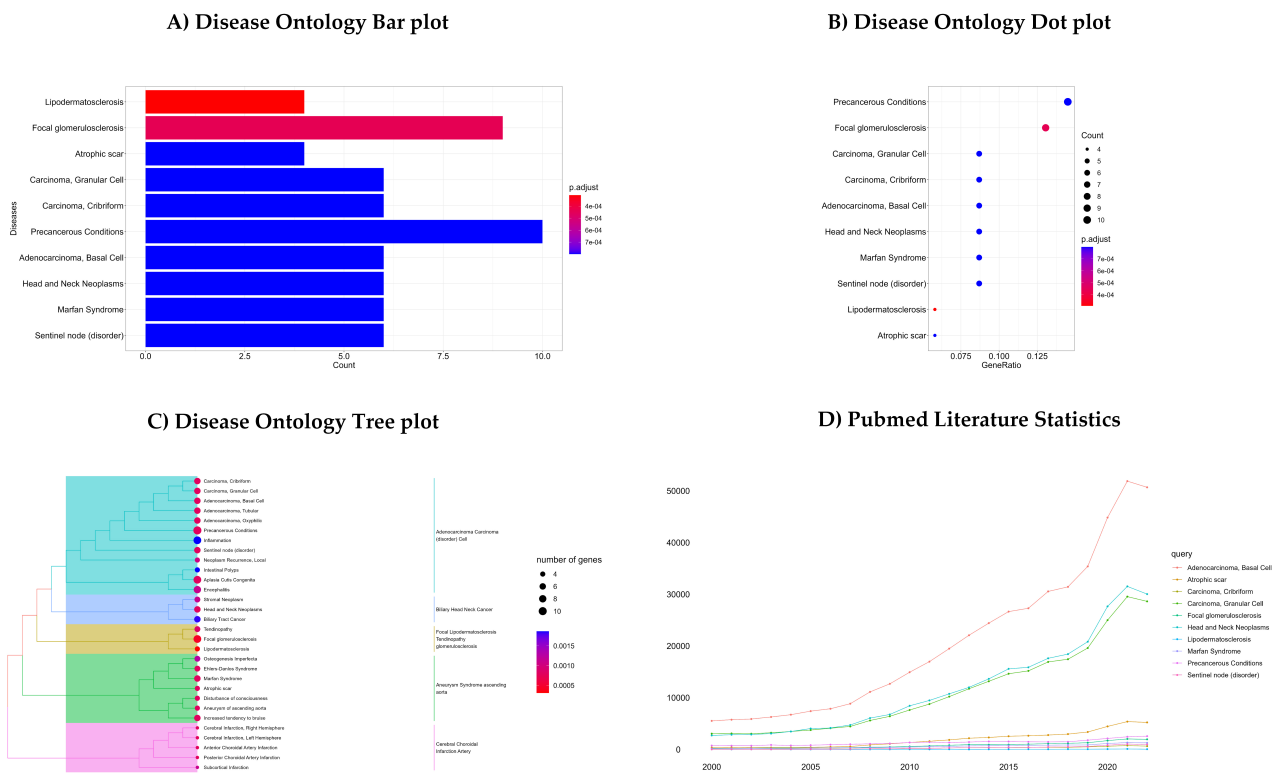 A) Disease Ontology Bar plot
Lipodermatosclerosis
Focal glomerulosclerosis
Atrophic scar
Carcinoma, Granular Cell
Carcinoma, Cribriform
Precancerous Conditions
Adenocarcinoma, Basal Cell
Head and Neck Neoplasms
Marfan Syndrome
Sentinel node (disorder)
Diseases
0.0 2.5 5.0 7.5 10.0
Count
p.adjust
4e-04
5e-04
6e-04
7e-04
B) Disease Ontology Dot plot
Precancerous Conditions
Focal glomerulosclerosis
Carcinoma, Granular Cell
Carcinoma, Cribriform
Adenocarcinoma, Basal Cell
Head and Neck Neoplasms
Marfan Syndrome
Sentinel node (disorder)
Lipodermatosclerosis
Atrophic scar
0.075 0.100 0.125
GeneRatio
Count
4
5
6
7
8
9
10
p.adjust
7e-04
6e-04
5e-04
4e-04
C) Disease Ontology Tree plot
Carcinoma, Cribriform
Carcinoma, Granular Cell
Adenocarcinoma, Basal Cell
Adenocarcinoma, Tubular
Adenocarcinoma, Oxyphilic
Precancerous Conditions
Inflammation
Sentinel node (disorder)
Neoplasm Recurrence, Local
Intestinal Polyps
Aplasia Cutis Congenita
Encephalitis
Stromal Neoplasm
Head and Neck Neoplasms
Biliary Tract Cancer
Tendinopathy
Focal glomerulosclerosis
Lipodermatosclerosis
Osteogenesis Imperfecta
Ehlers-Danlos Syndrome
Marfan Syndrome
Atrophic scar
Disturbance of consciousness
Aneurysm of ascending aorta
Increased tendency to bruise
Cerebral Infarction, Right Hemisphere
Cerebral Infarction, Left Hemisphere
Anterior Choroidal Artery Infarction
Posterior Choroidal Artery Infarction
Subcortical Infarction
Adenocarcinoma Carcinoma
(disorder) Cell
Biliary Head Neck Cancer
Focal Lipodermatosclerosis
Tendinopathy
glomerulosclerosis
Aneurysm Syndrome ascending
aorta
Cerebral Choroidal
Infarction Artery
number of genes
4
6
8
10
0.0015
0.0010
0.0005
D) Pubmed Literature Statistics
50000
40000
30000
20000
10000
0
2000 2005 2010 2015 2020
query
Adenocarcinoma, Basal Cell
Atrophic scar
Carcinoma, Cribriform
Carcinoma, Granular Cell
Focal glomerulosclerosis
Head and Neck Neoplasms
Lipodermatosclerosis
Marfan Syndrome
Precancerous Conditions
Sentinel node (disorder)